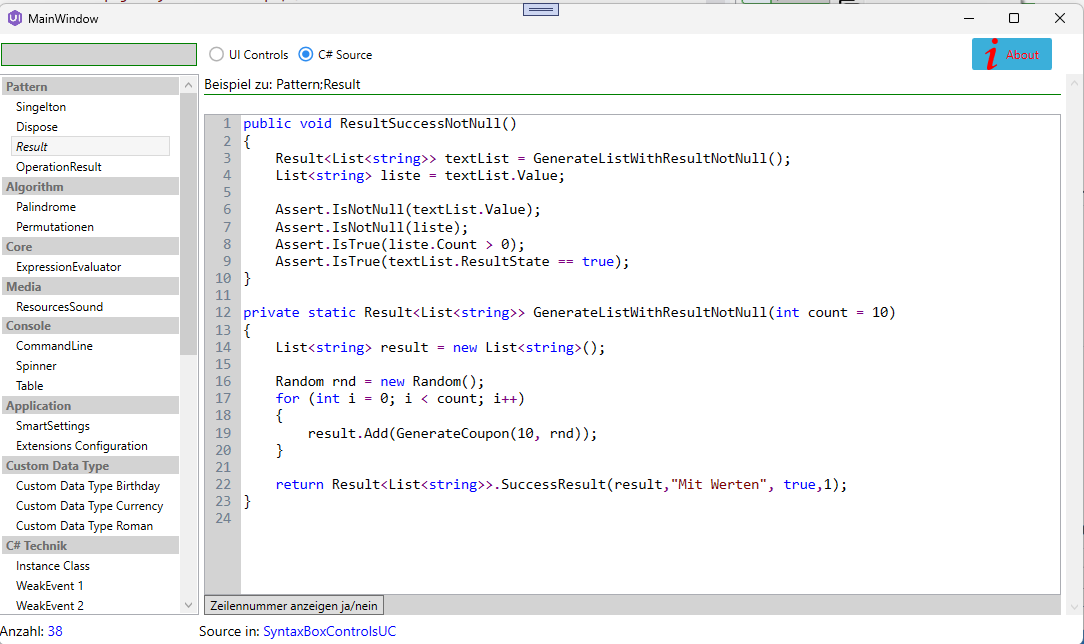 MainWindow
UI Controls
C# Source
i About
Beispiel zu: Pattern;Result
Pattern
Singelton
Dispose
Result
OperationResult
Algorithm
Palindrome
Permutationen
Core
ExpressionEvaluator
Media
ResourcesSound
Console
CommandLine
Spinner
Table
Application
SmartSettings
Extensions Configuration
Custom Data Type
Custom Data Type Birthday
Custom Data Type Currency
Custom Data Type Roman
C# Technik
Instance Class
WeakEvent 1
WeakEvent 2
1 public void ResultSuccessNotNull()
2 {
3     Result<List<string>> textList = GenerateListWithResultNotNull();
4     List<string> liste = textList.Value;
5
6     Assert.IsNotNull(textList.Value);
7     Assert.IsNotNull(liste);
8     Assert.IsTrue(liste.Count > 0);
9     Assert.IsTrue(textList.ResultState == true);
10 }
11
12 private static Result<List<string>> GenerateListWithResultNotNull(int count = 10)
13 {
14     List<string> result = new List<string>();
15
16     Random rnd = new Random();
17     for (int i = 0; i < count; i++)
18     {
19         result.Add(GenerateCoupon(10, rnd));
20     }
21
22     return Result<List<string>>.SuccessResult(result,"Mit Werten", true,1);
23 }
24
Zeilennummer anzeigen ja/nein
Anzahl: 38
Source in: SyntaxBoxControlsUC